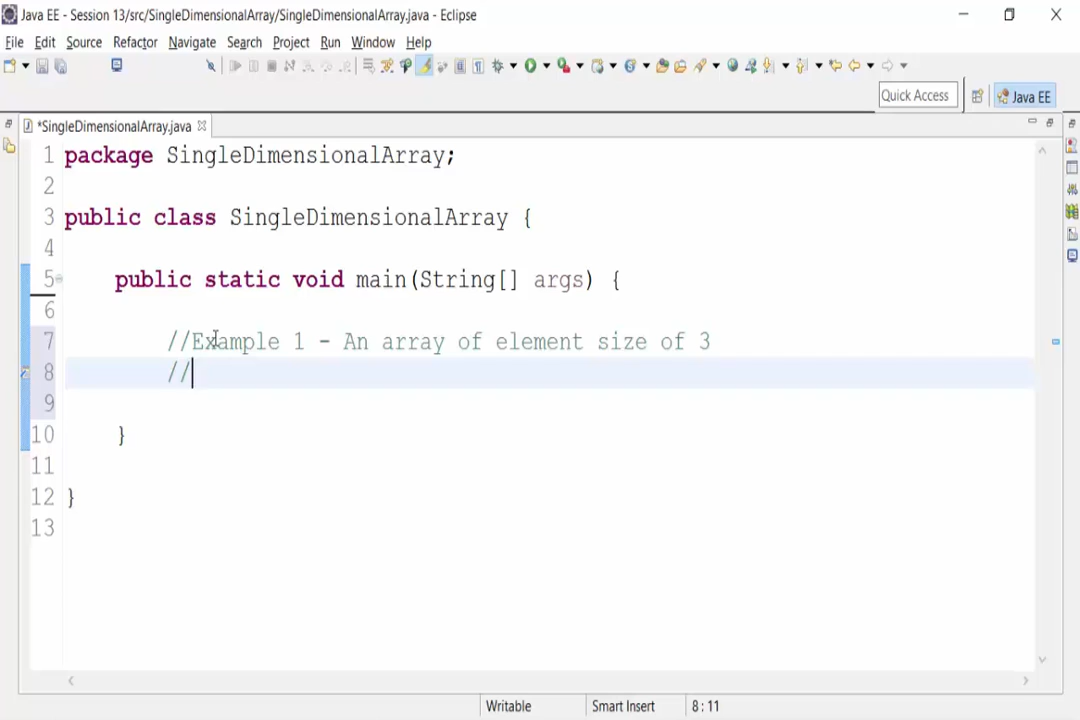 Java EE - Session 13/src/SingleDimensionalArray/SingleDimensionalArray.java - Eclipse
File Edit Source Refactor Navigate Search Project Run Window Help
Quick Access
Java EE
*SingleDimensionalArray.java
1 package SingleDimensionalArray;
2
3 public class SingleDimensionalArray {
4
5 public static void main(String[] args) {
6
7 //Example 1 - An array of element size of 3
8 //
9
10 }
11
12 }
13
Writable Smart Insert 8 : 11